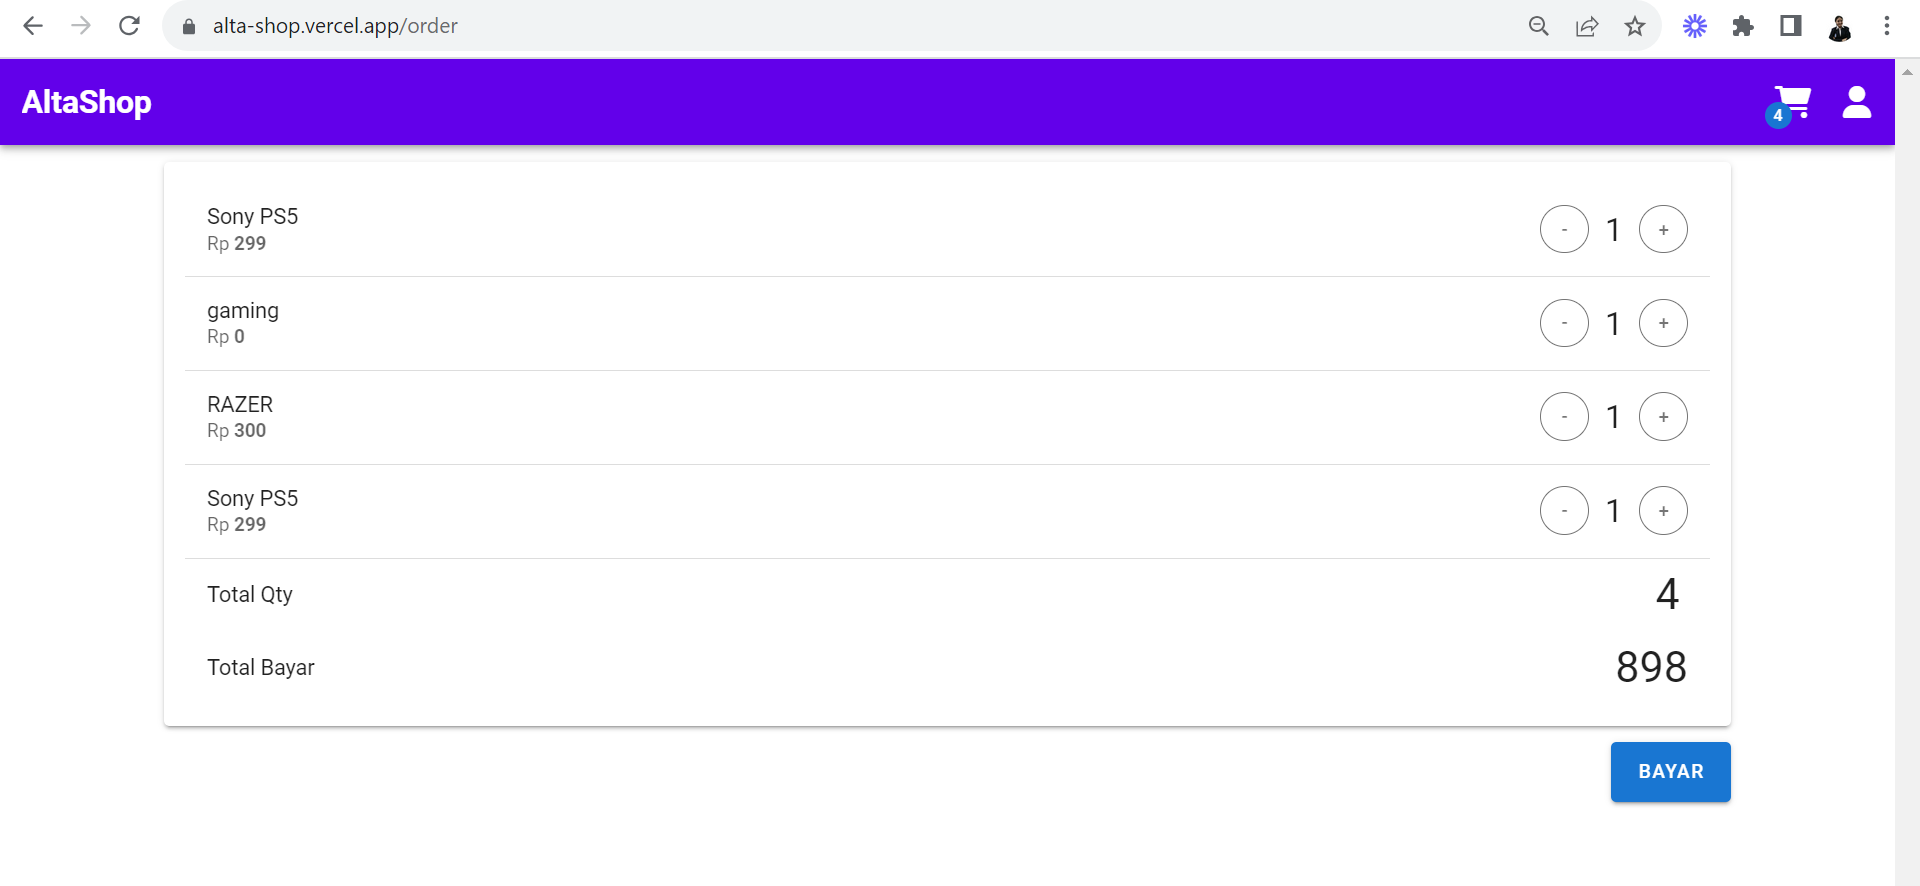 alta-shop.vercel.app/order
AltaShop
4
Sony PS5
Rp 299
- 1 +
gaming
Rp 0
- 1 +
RAZER
Rp 300
- 1 +
Sony PS5
Rp 299
- 1 +
Total Qty 4
Total Bayar 898
BAYAR